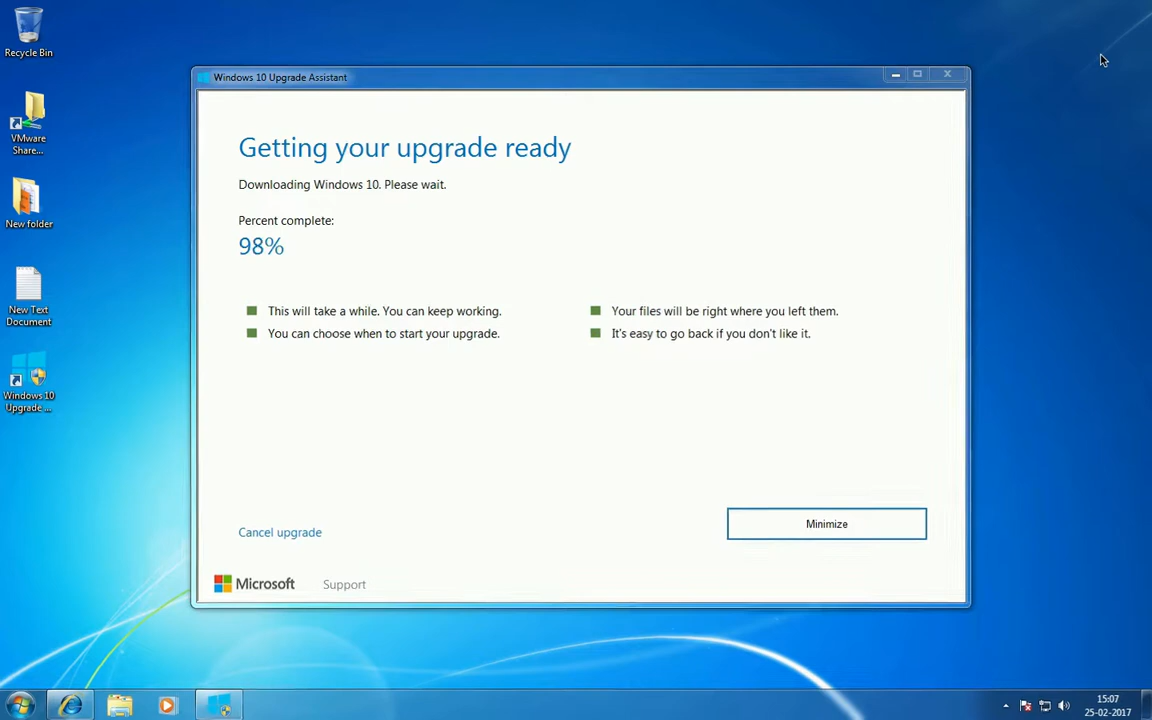 Recycle Bin
VMware
Share...
New folder
New Text
Document
Windows 10
Upgrade ...
Windows 10 Upgrade Assistant
Getting your upgrade ready
Downloading Windows 10. Please wait.
Percent complete:
98%
This will take a while. You can keep working.
You can choose when to start your upgrade.
Your files will be right where you left them.
It's easy to go back if you don't like it.
Cancel upgrade
Minimize
Microsoft
Support
15:07
25-02-2017